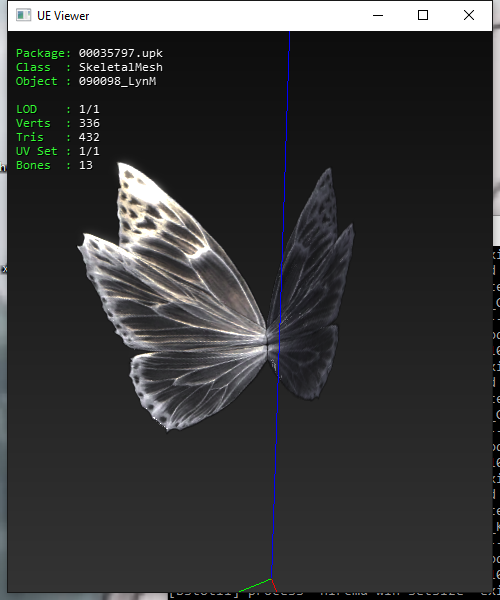 UE Viewer
Package: 00035797.upk
Class : SkeletalMesh
Object : 090098_LynM
LOD : 1/1
Verts : 336
Tris : 432
UV Set : 1/1
Bones : 13